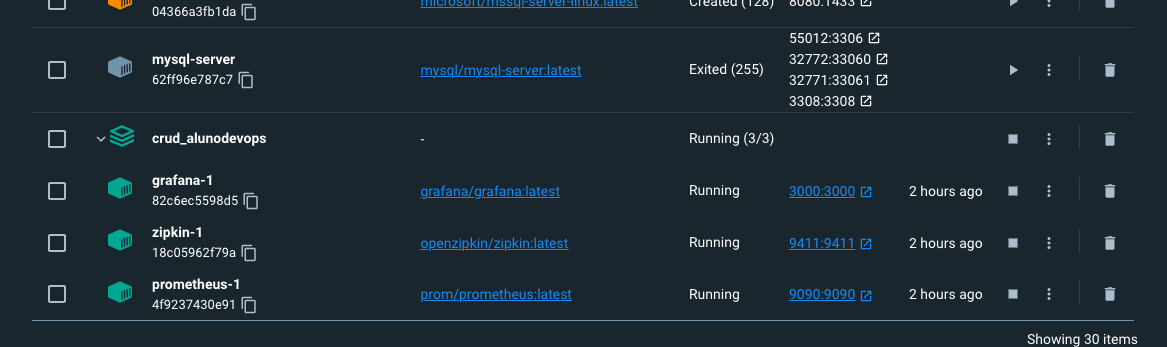 microsoft/mssql-server-linux:latest Created (128) 8080:1433
04366a3fb1da
mysql-server
62ff96e787c7
mysql/mysql-server:latest
Exited (255)
55012:3306
32772:33060
32771:33061
3308:3308
crud_alunodevops - Running (3/3)
grafana-1
82c6ec5598d5
grafana/grafana:latest Running 3000:3000 2 hours ago
zipkin-1
18c05962f79a
openzipkin/zipkin:latest Running 9411:9411 2 hours ago
prometheus-1
4f9237430e91
prom/prometheus:latest Running 9090:9090 2 hours ago
Showing 30 items